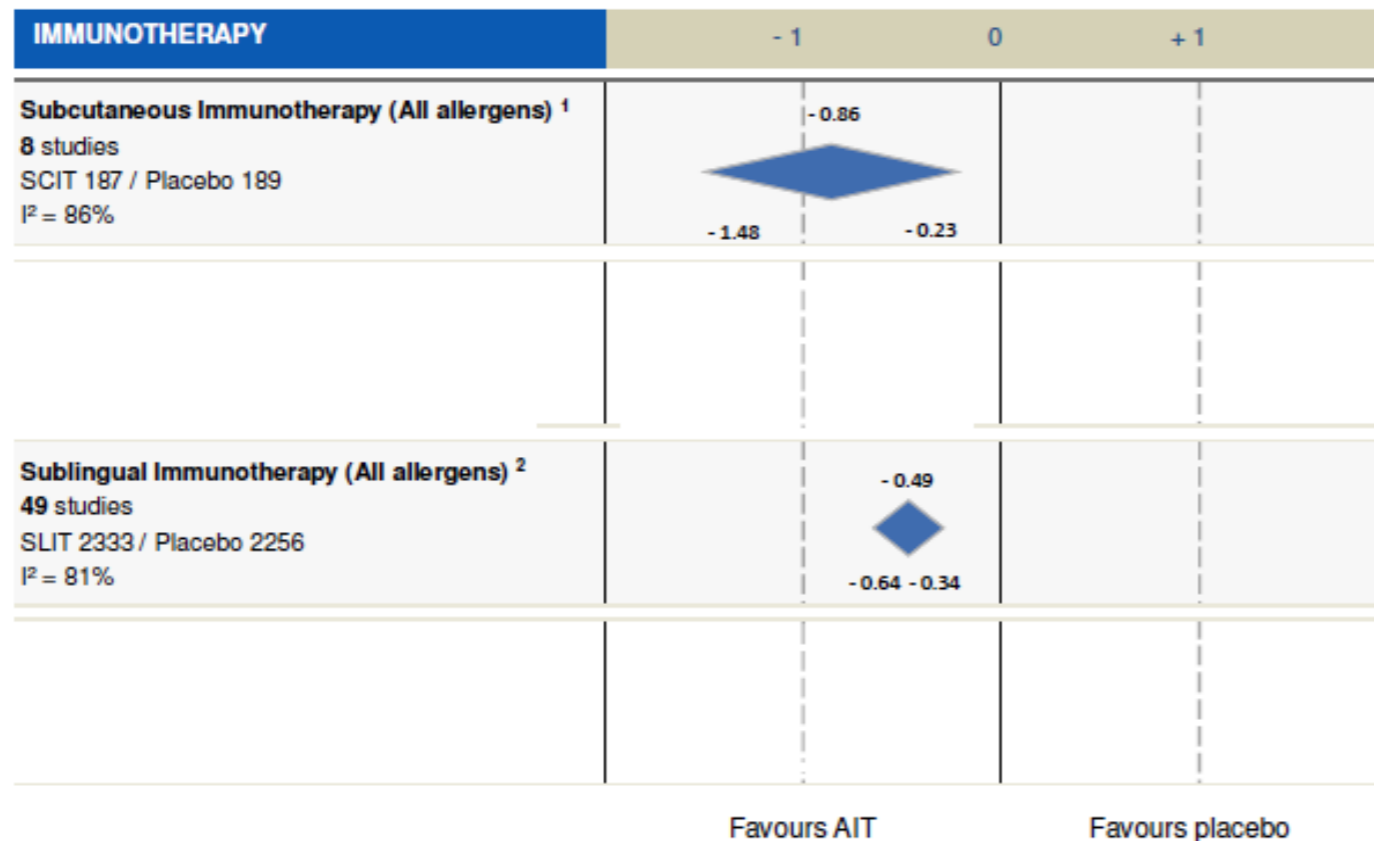 IMMUNOTHERAPY - 1 0 + 1
Subcutaneous Immunotherapy (All allergens) ¹
8 studies
SCIT 187 / Placebo 189
I² = 86%
- 0.86
- 1.48 - 0.23
Sublingual Immunotherapy (All allergens) ²
49 studies
SLIT 2333 / Placebo 2256
I² = 81%
- 0.49
- 0.64 - 0.34
Favours AIT Favours placebo